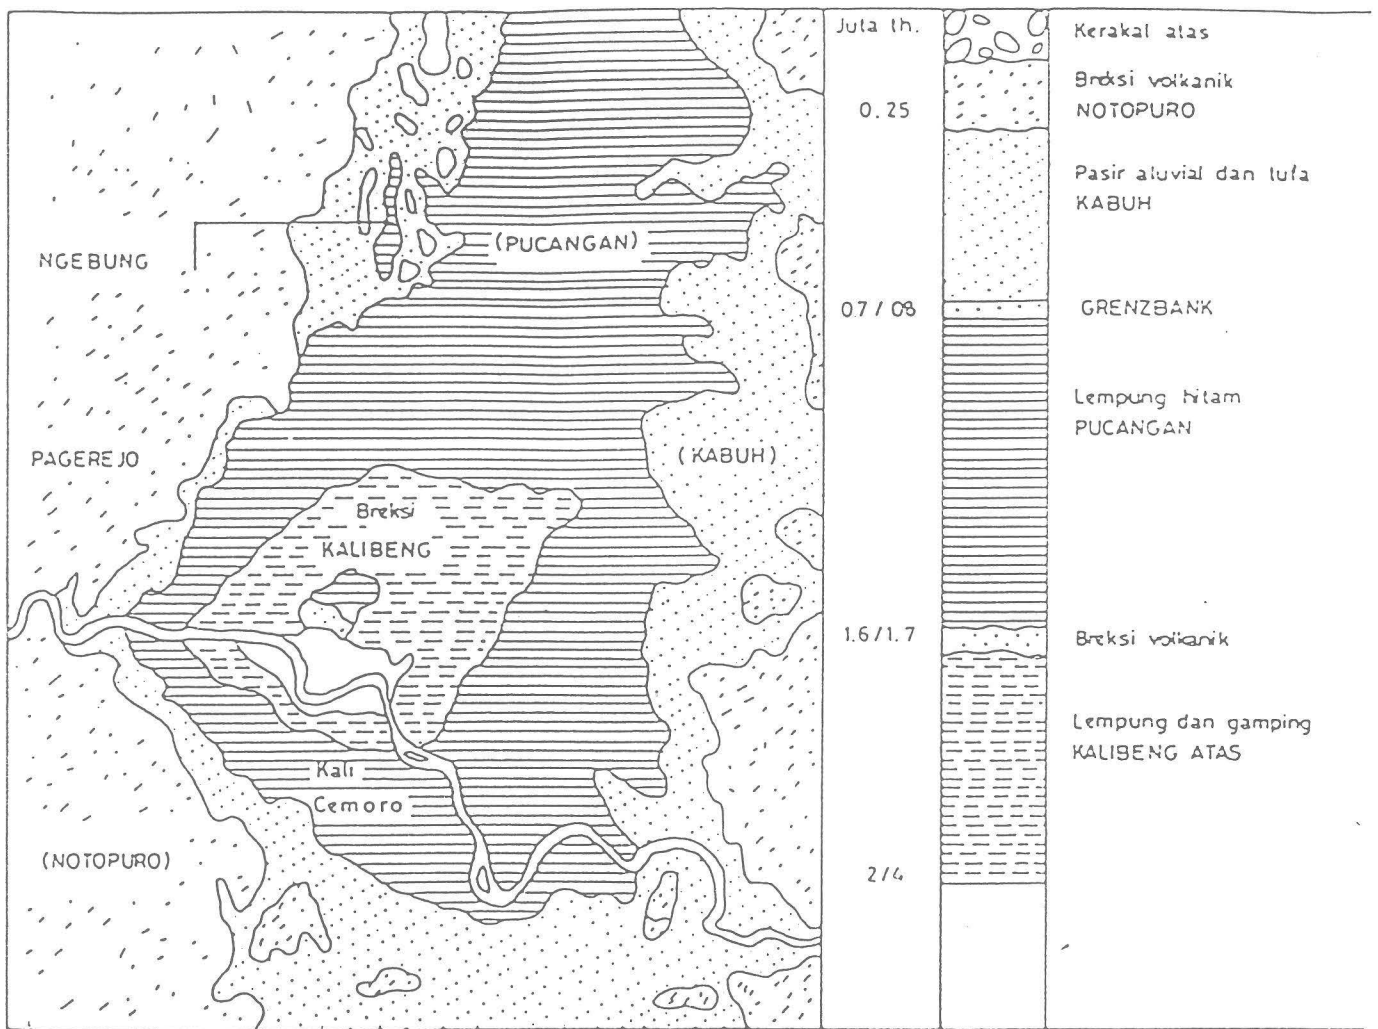 NGEBUNG
(PUCANGAN)
PAGEREJO
(KABUH)
Breksi
KALIBENG
Kali
Cemoro
(NOTOPURO)
Juta th.
0.25
0.7 / 08
1.6/1.7
2/4
Kerakal atas
Breksi volkanik
NOTOPURO
Pasir aluvial dan tufa
KABUH
GRENZBANK
Lempung hitam
PUCANGAN
Breksi volkanik
Lempung dan gamping
KALIBENG ATAS